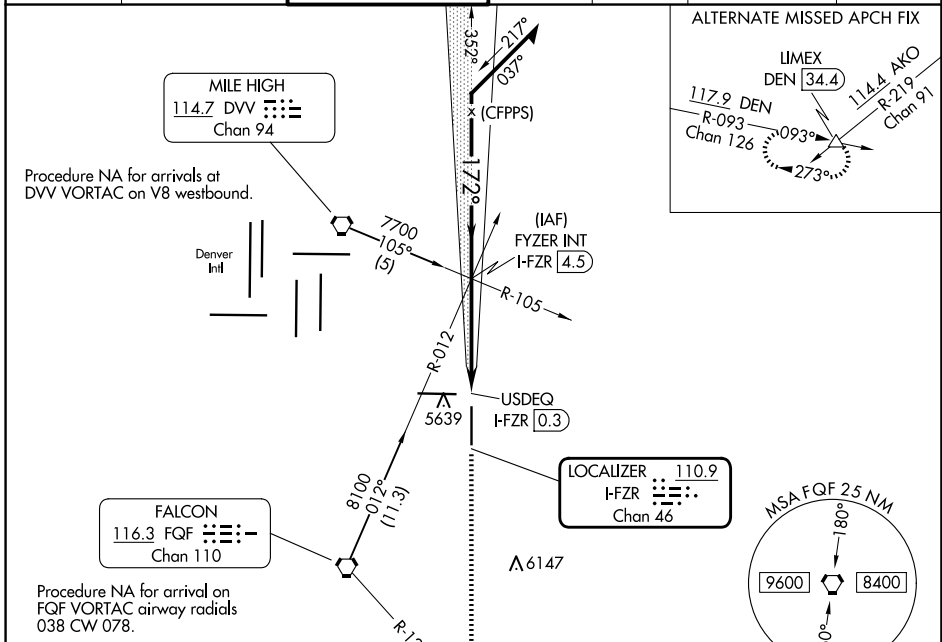 ALTERNATE MISSED APCH FIX
LIMEX
DEN 34.4
117.9 DEN
R-093
Chan 126
093°
273°
114.4 AKO
R-219
Chan 91
352°
217°
037°
x (CFPPS)
172°
MILE HIGH
114.7 DVV
Chan 94
Procedure NA for arrivals at
DVV VORTAC on V8 westbound.
Denver
Intl
7700
105°
(5)
(IAF)
FYZER INT
I-FZR 4.5
R-105
R-012
5639
USDEQ
I-FZR 0.3
8100
012°
(11.3)
LOCALIZER 110.9
I-FZR
Chan 46
FALCON
116.3 FQF
Chan 110
Procedure NA for arrival on
FQF VORTAC airway radials
038 CW 078.
6147
MSA FQF 25 NM
180°
9600
8400